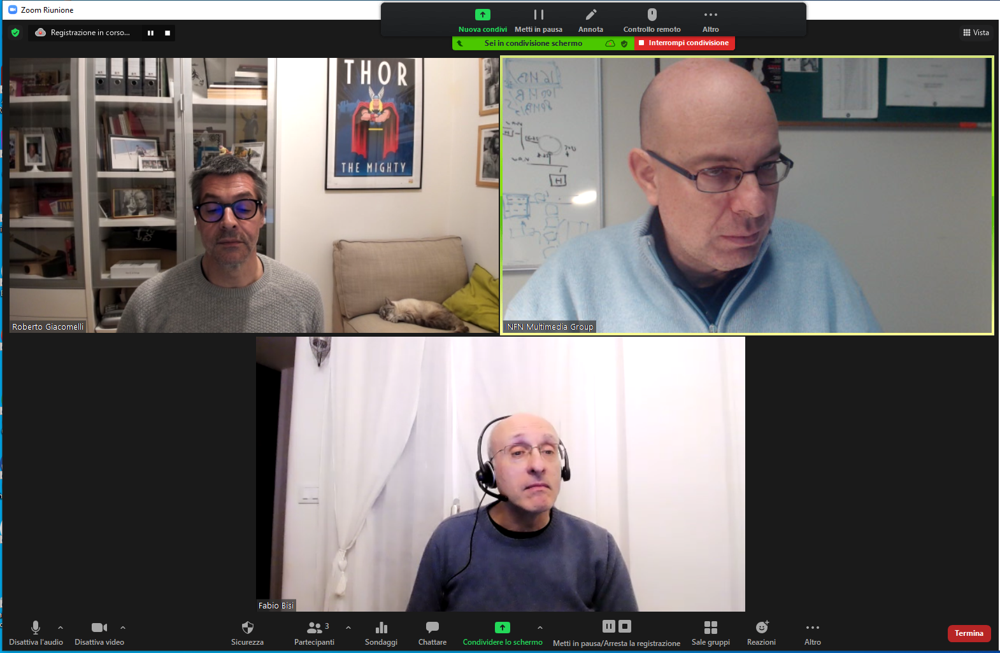 Zoom Riunione
Registrazione in corso...
Nuova condivi
Metti in pausa
Annota
Controllo remoto
Altro
Sei in condivisione schermo
Interrompi condivisione
Vista
THOR
THE MIGHTY
Roberto Giacomelli
INFN Multimedia Group
Fabio Bisi
Disattiva l'audio
Disattiva video
Sicurezza
Partecipanti
3
Sondaggi
Chattare
Condividere lo schermo
Metti in pausa/Arresta la registrazione
Sale gruppi
Reazioni
Altro
Termina